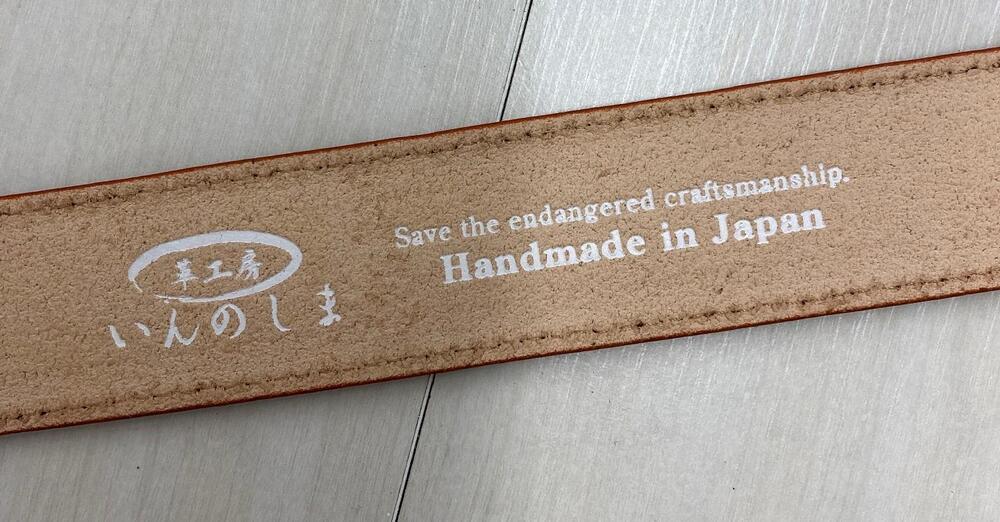 革工房
いんのしま
Save the endangered craftsmanship.
Handmade in Japan